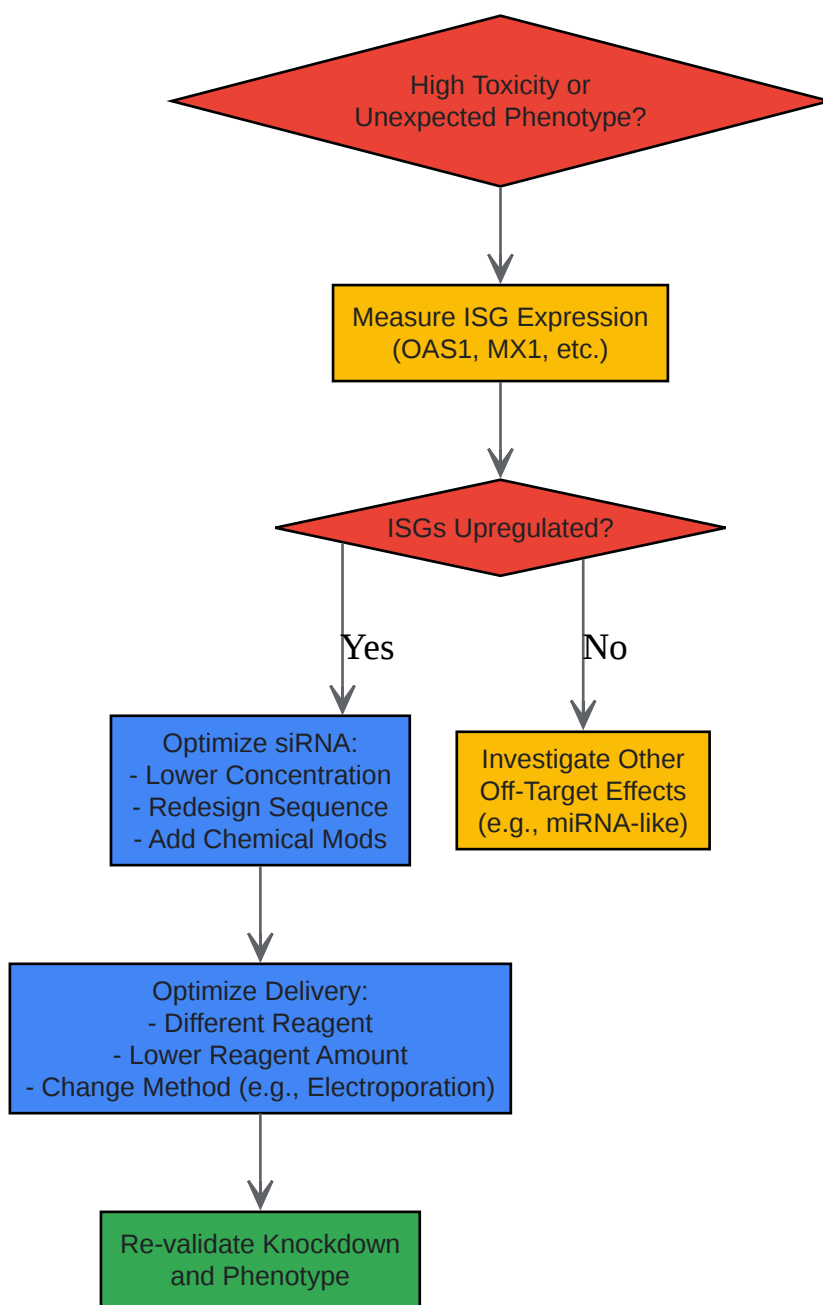 High Toxicity or
Unexpected Phenotype?
Measure ISG Expression
(OAS1, MX1, etc.)
ISGs Upregulated?
Yes
No
Optimize siRNA:
- Lower Concentration
- Redesign Sequence
- Add Chemical Mods
Investigate Other
Off-Target Effects
(e.g., miRNA-like)
Optimize Delivery:
- Different Reagent
- Lower Reagent Amount
- Change Method (e.g., Electroporation)
Re-validate Knockdown
and Phenotype